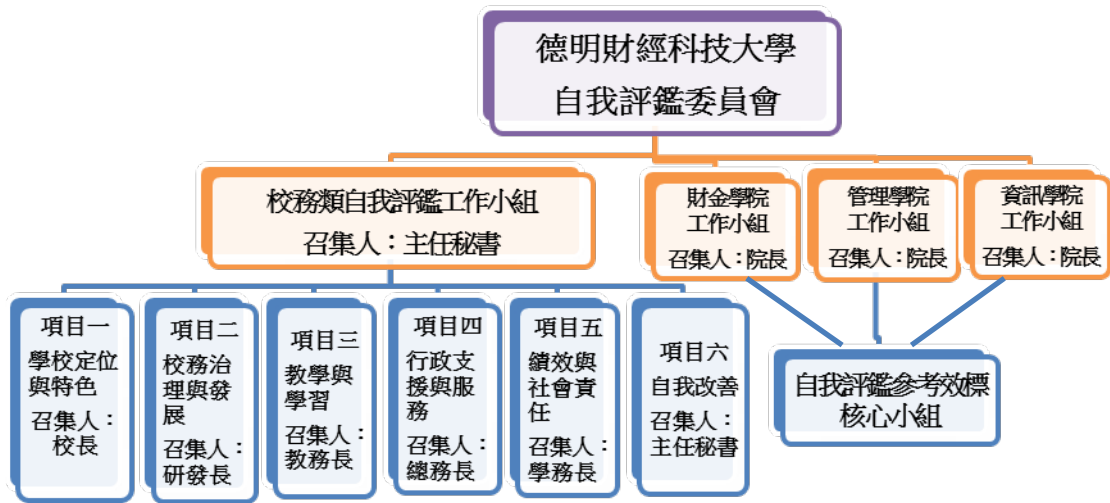 德明財經科技大學
自我評鑑委員會
校務類自我評鑑工作小組
召集人：主任秘書
財金學院
工作小組
召集人：院長
管理學院
工作小組
召集人：院長
資訊學院
工作小組
召集人：院長
項目一
學校定位
與特色
召集人：
校長
項目二
校務治
理與發
展
召集人：
研發長
項目三
教學與
學習
召集人：
教務長
項目四
行政支
援與服
務
召集人：
總務長
項目五
績效與
社會責
任
召集人：
學務長
項目六
自我改善
召集人：
主任秘書
自我評鑑參考效標
核心小組